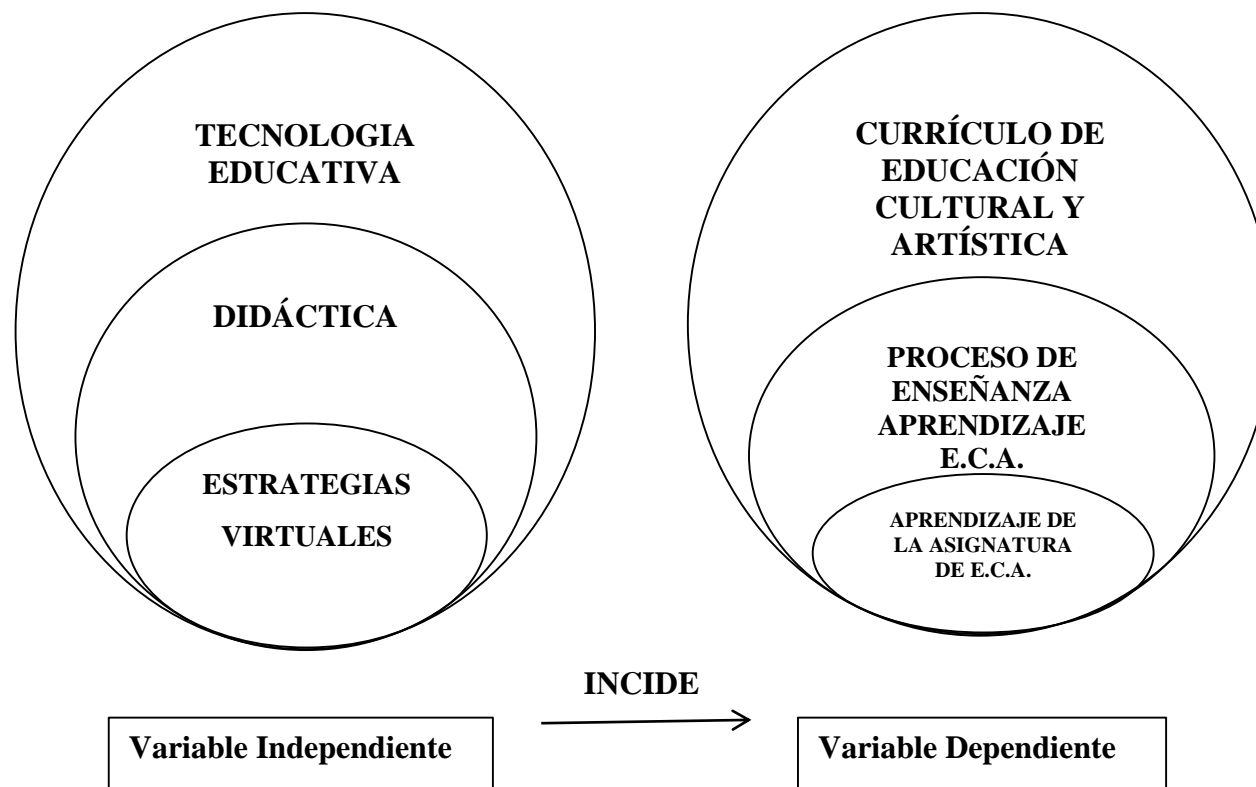 TECNOLOGIA
EDUCATIVA
DIDÁCTICA
ESTRATEGIAS
VIRTUALES
CURRÍCULO DE
EDUCACIÓN
CULTURAL Y
ARTÍSTICA
PROCESO DE
ENSEÑANZA
APRENDIZAJE
E.C.A.
APRENDIZAJE DE
LA ASIGNATURA
DE E.C.A.
INCIDE
Variable Independiente
Variable Dependiente